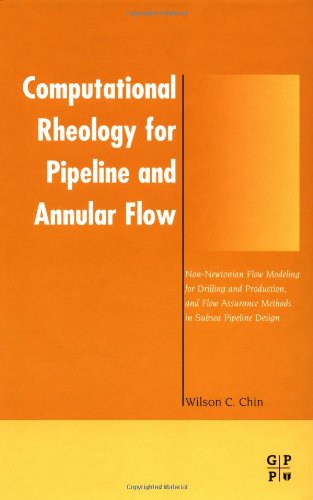 Computational
Rheology for
Pipeline and
Annular Flow
Non-Newtonian Flow Modeling
for Drilling and Production,
and Flow Assurance Methods
in Subsea Pipeline Design
Wilson C. Chin
G P
P